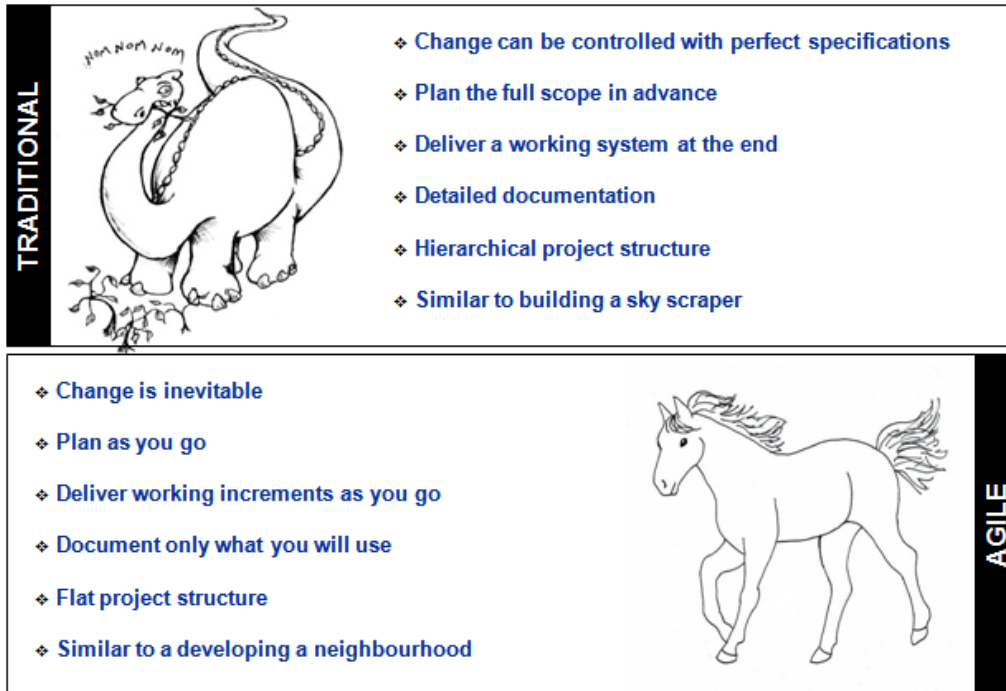 TRADITIONAL
NOM NOM NOM
❖ Change can be controlled with perfect specifications
❖ Plan the full scope in advance
❖ Deliver a working system at the end
❖ Detailed documentation
❖ Hierarchical project structure
❖ Similar to building a sky scraper
❖ Change is inevitable
❖ Plan as you go
❖ Deliver working increments as you go
❖ Document only what you will use
❖ Flat project structure
❖ Similar to a developing a neighbourhood
AGILE